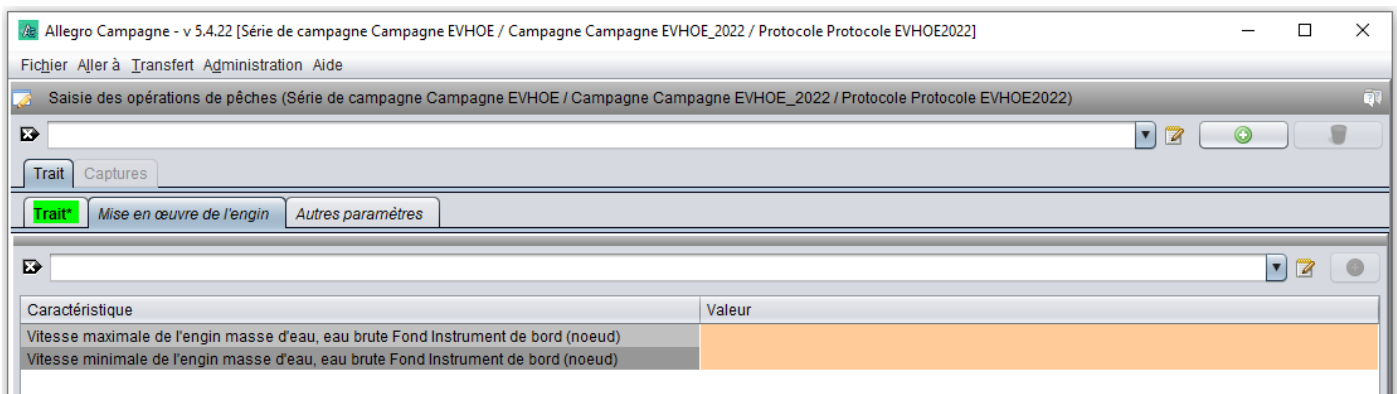 Allegro Campagne - v 5.4.22 [Série de campagne Campagne EVHOE / Campagne Campagne EVHOE_2022 / Protocole Protocole EVHOE2022]
Fichier Aller à Transfert Administration Aide
Saisie des opérations de pêches (Série de campagne Campagne EVHOE / Campagne Campagne EVHOE_2022 / Protocole Protocole EVHOE2022)
Trait Captures
Trait* Mise en œuvre de l'engin Autres paramètres
Caractéristique Valeur
Vitesse maximale de l'engin masse d'eau, eau brute Fond Instrument de bord (noeud)
Vitesse minimale de l'engin masse d'eau, eau brute Fond Instrument de bord (noeud)